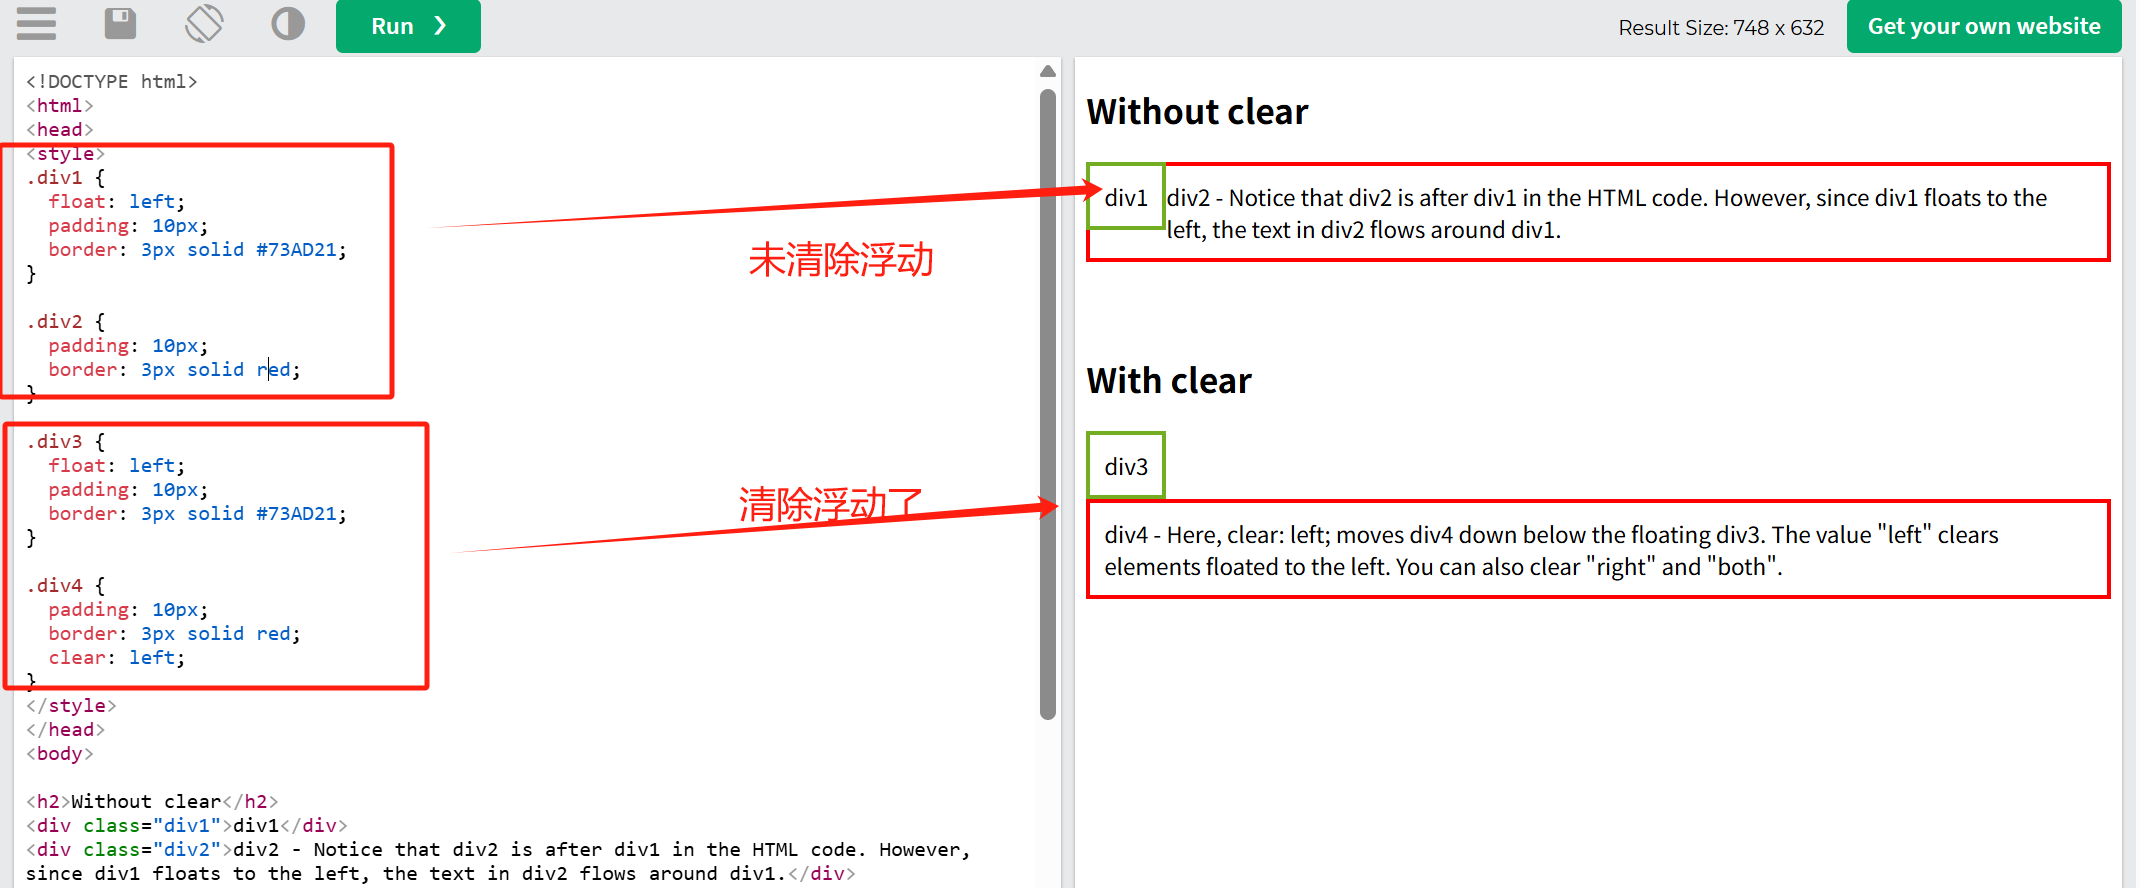 Run ❯
Result Size: 748 x 632
Get your own website
<!DOCTYPE html>
<html>
<head>
<style>
.div1 {
  float: left;
  padding: 10px;
  border: 3px solid #73AD21;
}
.div2 {
  padding: 10px;
  border: 3px solid red;
}
.div3 {
  float: left;
  padding: 10px;
  border: 3px solid #73AD21;
}
.div4 {
  padding: 10px;
  border: 3px solid red;
  clear: left;
}
</style>
</head>
<body>
<h2>Without clear</h2>
<div class="div1">div1</div>
<div class="div2">div2 - Notice that div2 is after div1 in the HTML code. However,
since div1 floats to the left, the text in div2 flows around div1.</div>
未清除浮动
清除浮动了
Without clear
div1
div2 - Notice that div2 is after div1 in the HTML code. However, since div1 floats to the
left, the text in div2 flows around div1.
With clear
div3
div4 - Here, clear: left; moves div4 down below the floating div3. The value "left" clears
elements floated to the left. You can also clear "right" and "both".